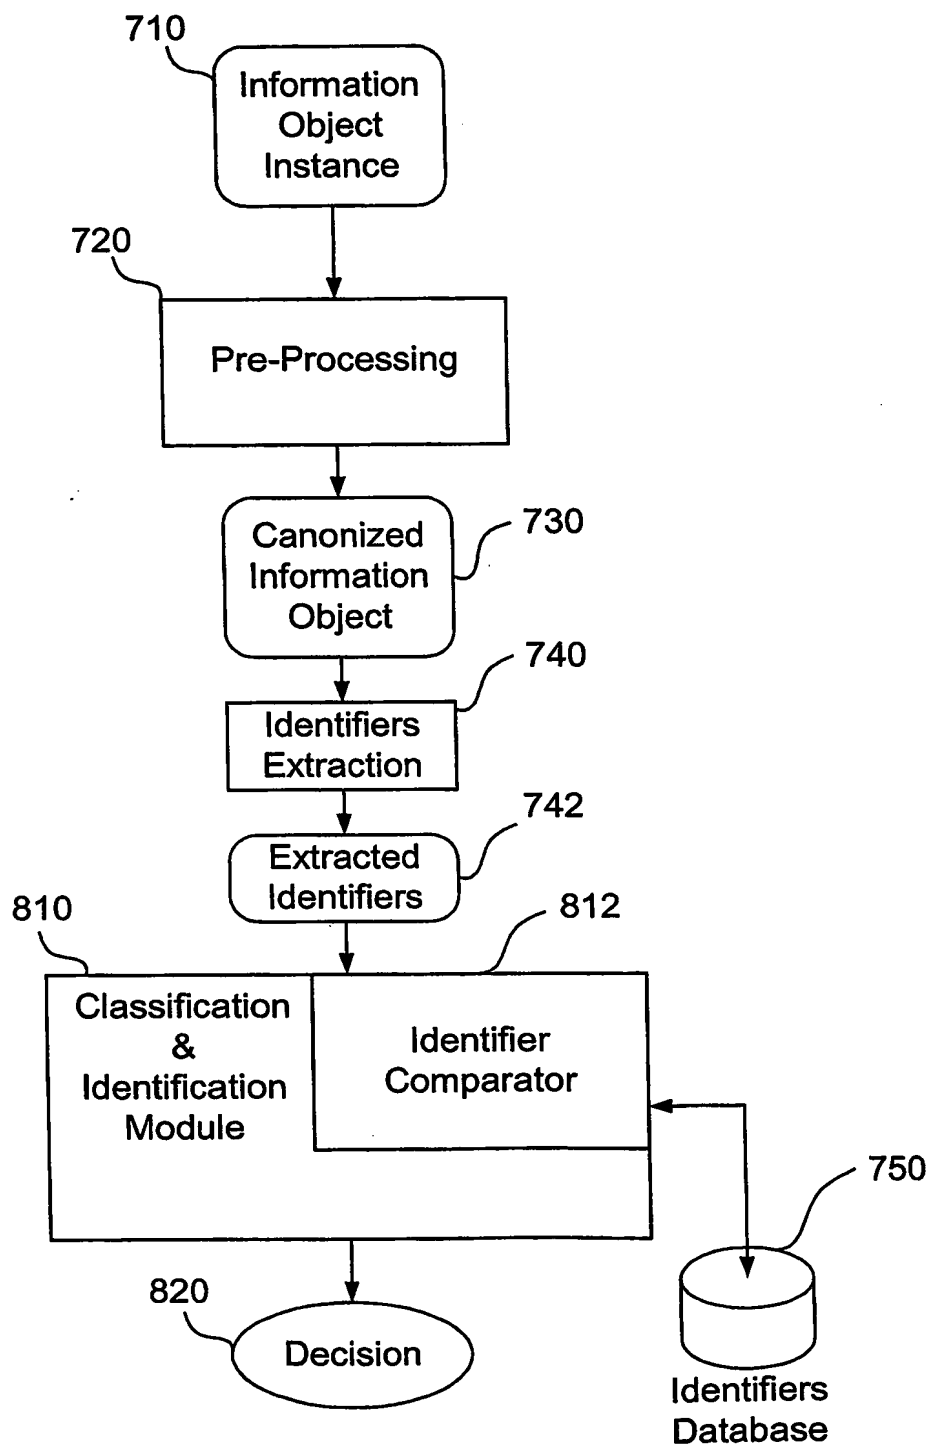 710
Information
Object
Instance
720
Pre-Processing
730
Canonized
Information
Object
740
Identifiers
Extraction
742
Extracted
Identifiers
810
812
Classification
&
Identification
Module
Identifier
Comparator
750
820
Decision
Identifiers
Database